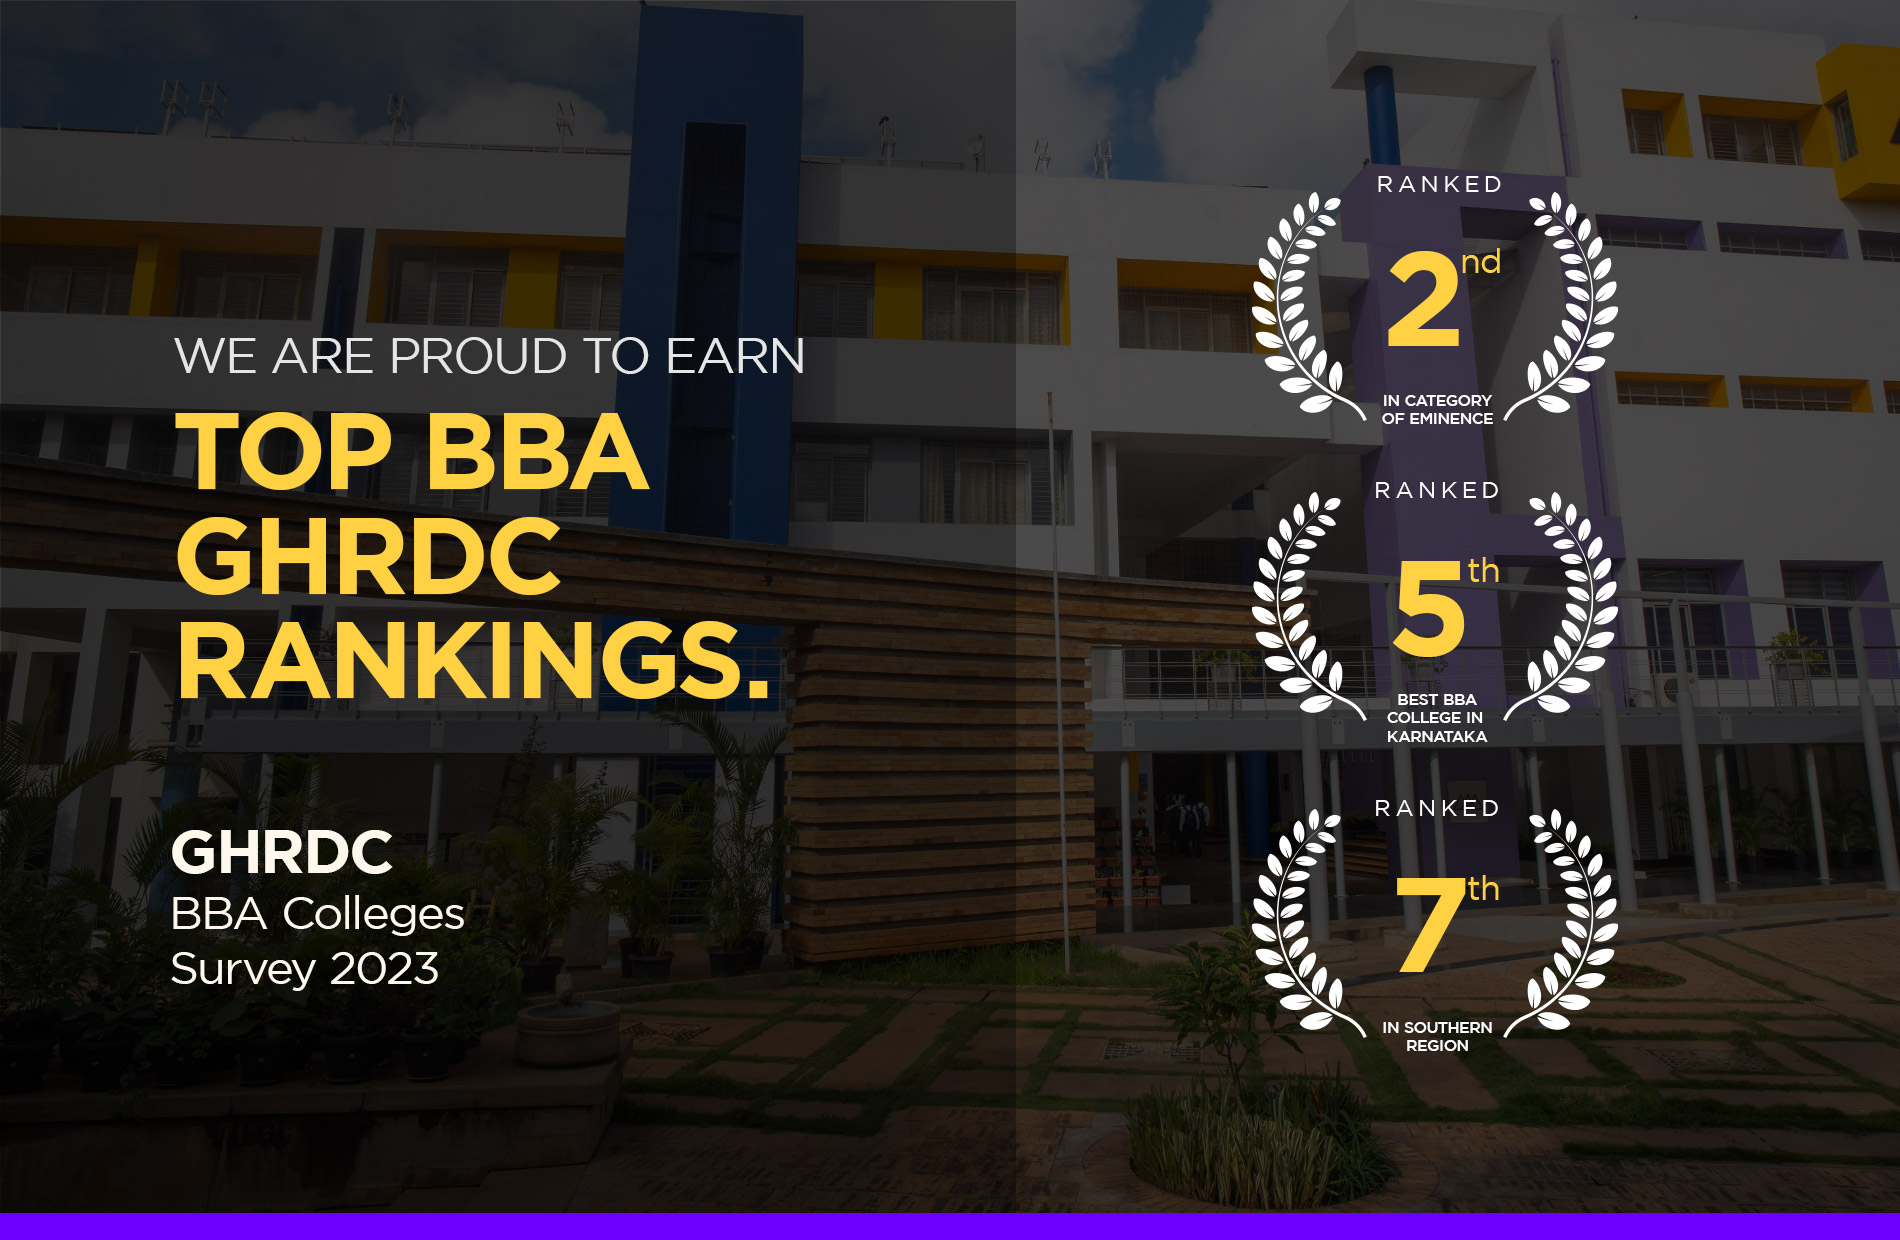 WE ARE PROUD TO EARN
TOP BBA
GHRDC
RANKINGS.
GHRDC
BBA Colleges
Survey 2023
RANKED
2nd
IN CATEGORY
OF EMINENCE
RANKED
5th
BEST BBA
COLLEGE IN
KARNATAKA
RANKED
7th
IN SOUTHERN
REGION